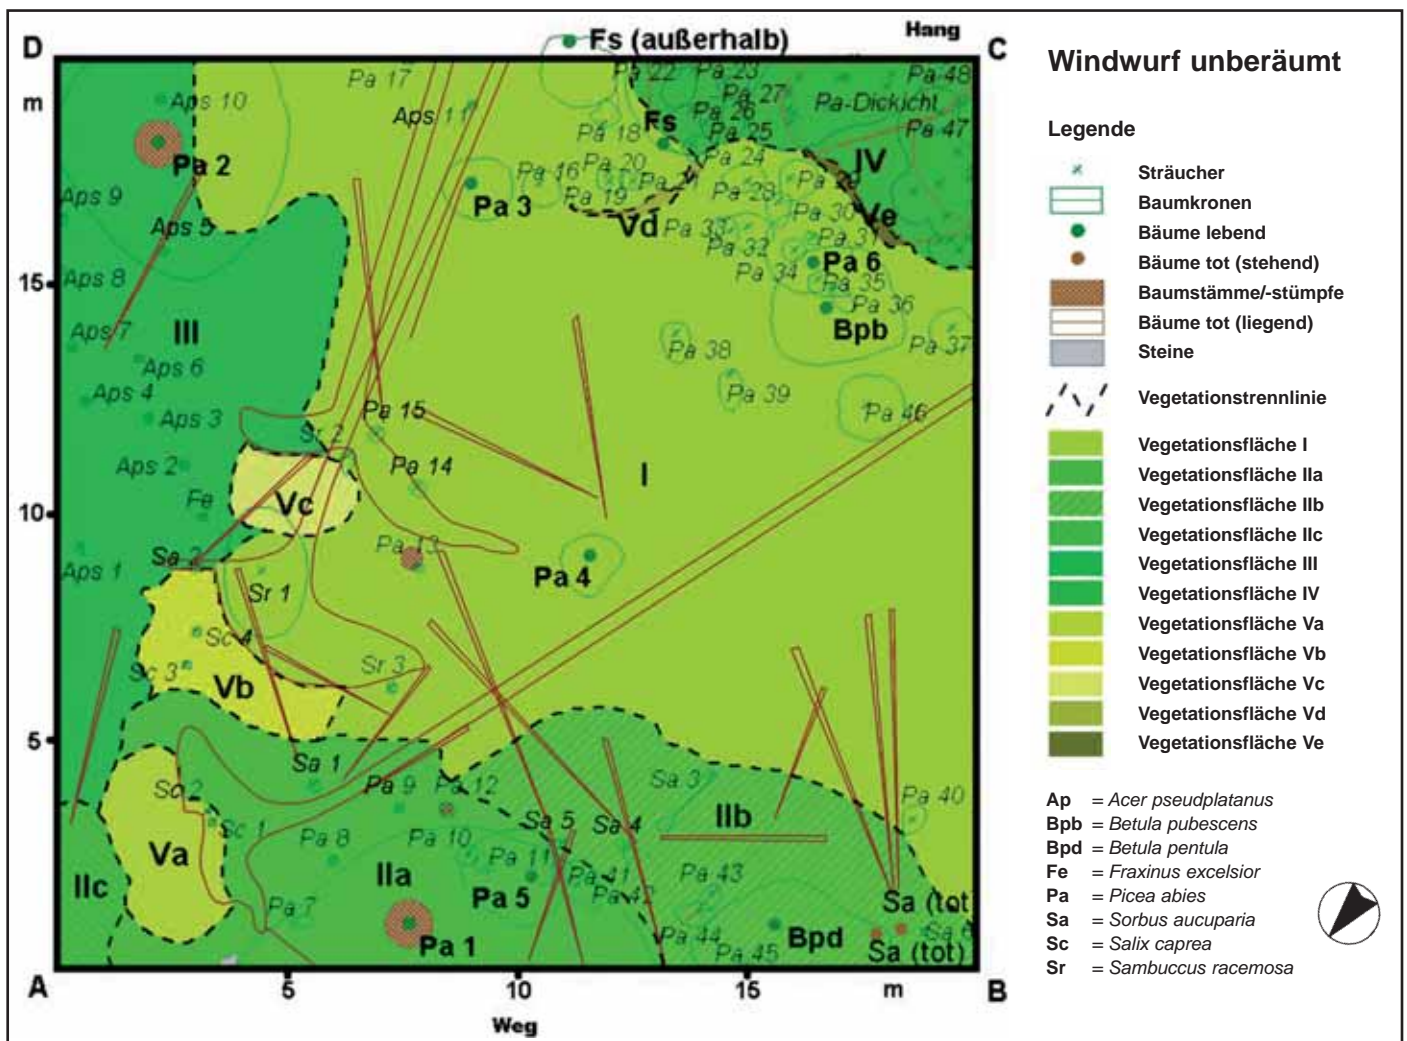 D
Fs (außerhalb)
Hang
C
m
Pa 17
Pa 22
Pa 23
Pa 48
Aps 10
Pa 27
Pa-Dickicht
Aps 11
Pa 26
Pa 18
Fs
Pa 25
Pa 47
Pa 2
Pa 24
IV
Pa 16
Pa 20
Aps 9
Pa 3
Pa 19
Pa 28
Pa 30
Ve
Aps 5
Vd
Pa 33
Pa 31
Pa 32
Pa 6
Aps 8
Pa 34
Pa 35
15
Pa 36
Aps 7
III
Bpb
Pa 37
Aps 6
Pa 38
Aps 4
Pa 39
Aps 3
Pa 15
Pa 46
Sr 2
Aps 2
Pa 14
I
Fe
Vc
10
Sa 2
Pa 13
Aps 1
Pa 4
Sr 1
Sc 4
Sc 3
Sr 3
Vb
5
Sa 1
Sc 2
Pa 9
Pa 12
Sa 3
Pa 40
Sc 1
Pa 8
Pa 10
Sa 5
Sa 4
IIb
Va
Pa 11
IIc
IIa
Pa 5
Pa 41
Pa 43
Pa 42
Pa 7
Sa (tot
Pa 1
Pa 44
Bpd
Sa 6
Pa 45
Sa (tot)
A
5
10
15
m
B
Weg
Windwurf unberäumt
Legende
Sträucher
Baumkronen
Bäume lebend
Bäume tot (stehend)
Baumstämme/-stümpfe
Bäume tot (liegend)
Steine
Vegetationstrennlinie
Vegetationsfläche I
Vegetationsfläche IIa
Vegetationsfläche IIb
Vegetationsfläche IIc
Vegetationsfläche III
Vegetationsfläche IV
Vegetationsfläche Va
Vegetationsfläche Vb
Vegetationsfläche Vc
Vegetationsfläche Vd
Vegetationsfläche Ve
Ap = Acer pseudplatanus
Bpb = Betula pubescens
Bpd = Betula pentula
Fe = Fraxinus excelsior
Pa = Picea abies
Sa = Sorbus aucuparia
Sc = Salix caprea
Sr = Sambuccus racemosa